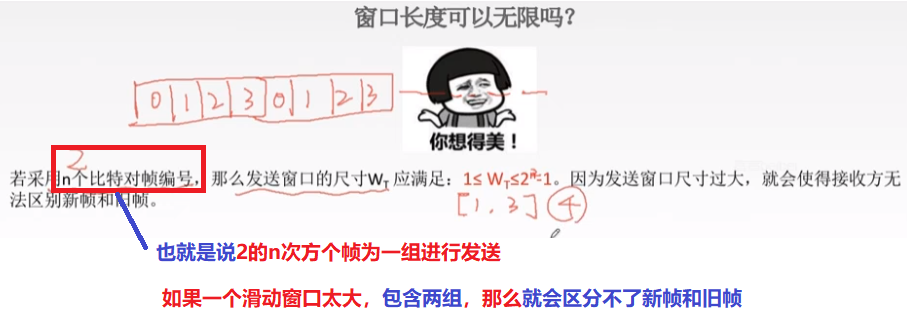 窗口长度可以无限吗?
0 1 2 3 0 1 2 3
你想得美!
2
若采用n个比特对帧编号，那么发送窗口的尺寸W_T 应满足：1≤ W_T≤2^n-1。因为发送窗口尺寸过大，就会使得接收方无
法区别新帧和旧帧。
[1, 3] 4
也就是说2的n次方个帧为一组进行发送
如果一个滑动窗口太大，包含两组，那么就会区分不了新帧和旧帧